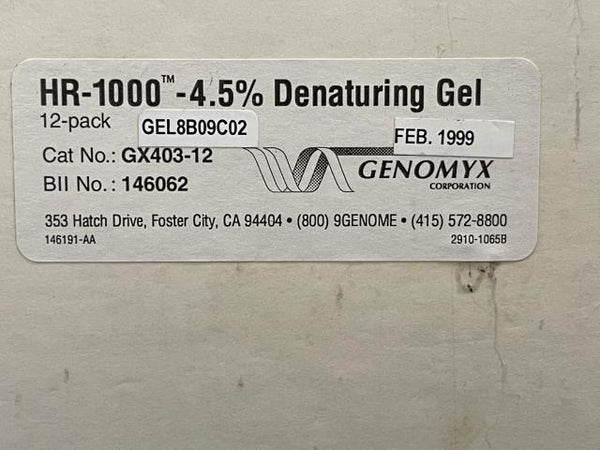 HR-1000™-4.5% Denaturing Gel
12-pack GEL8B09C02 FEB. 1999
Cat No.: GX403-12
BII No.: 146062
GENOMYX
CORPORATION
353 Hatch Drive, Foster City, CA 94404 • (800) 9GENOME • (415) 572-8800
146191-AA 2910-1065B